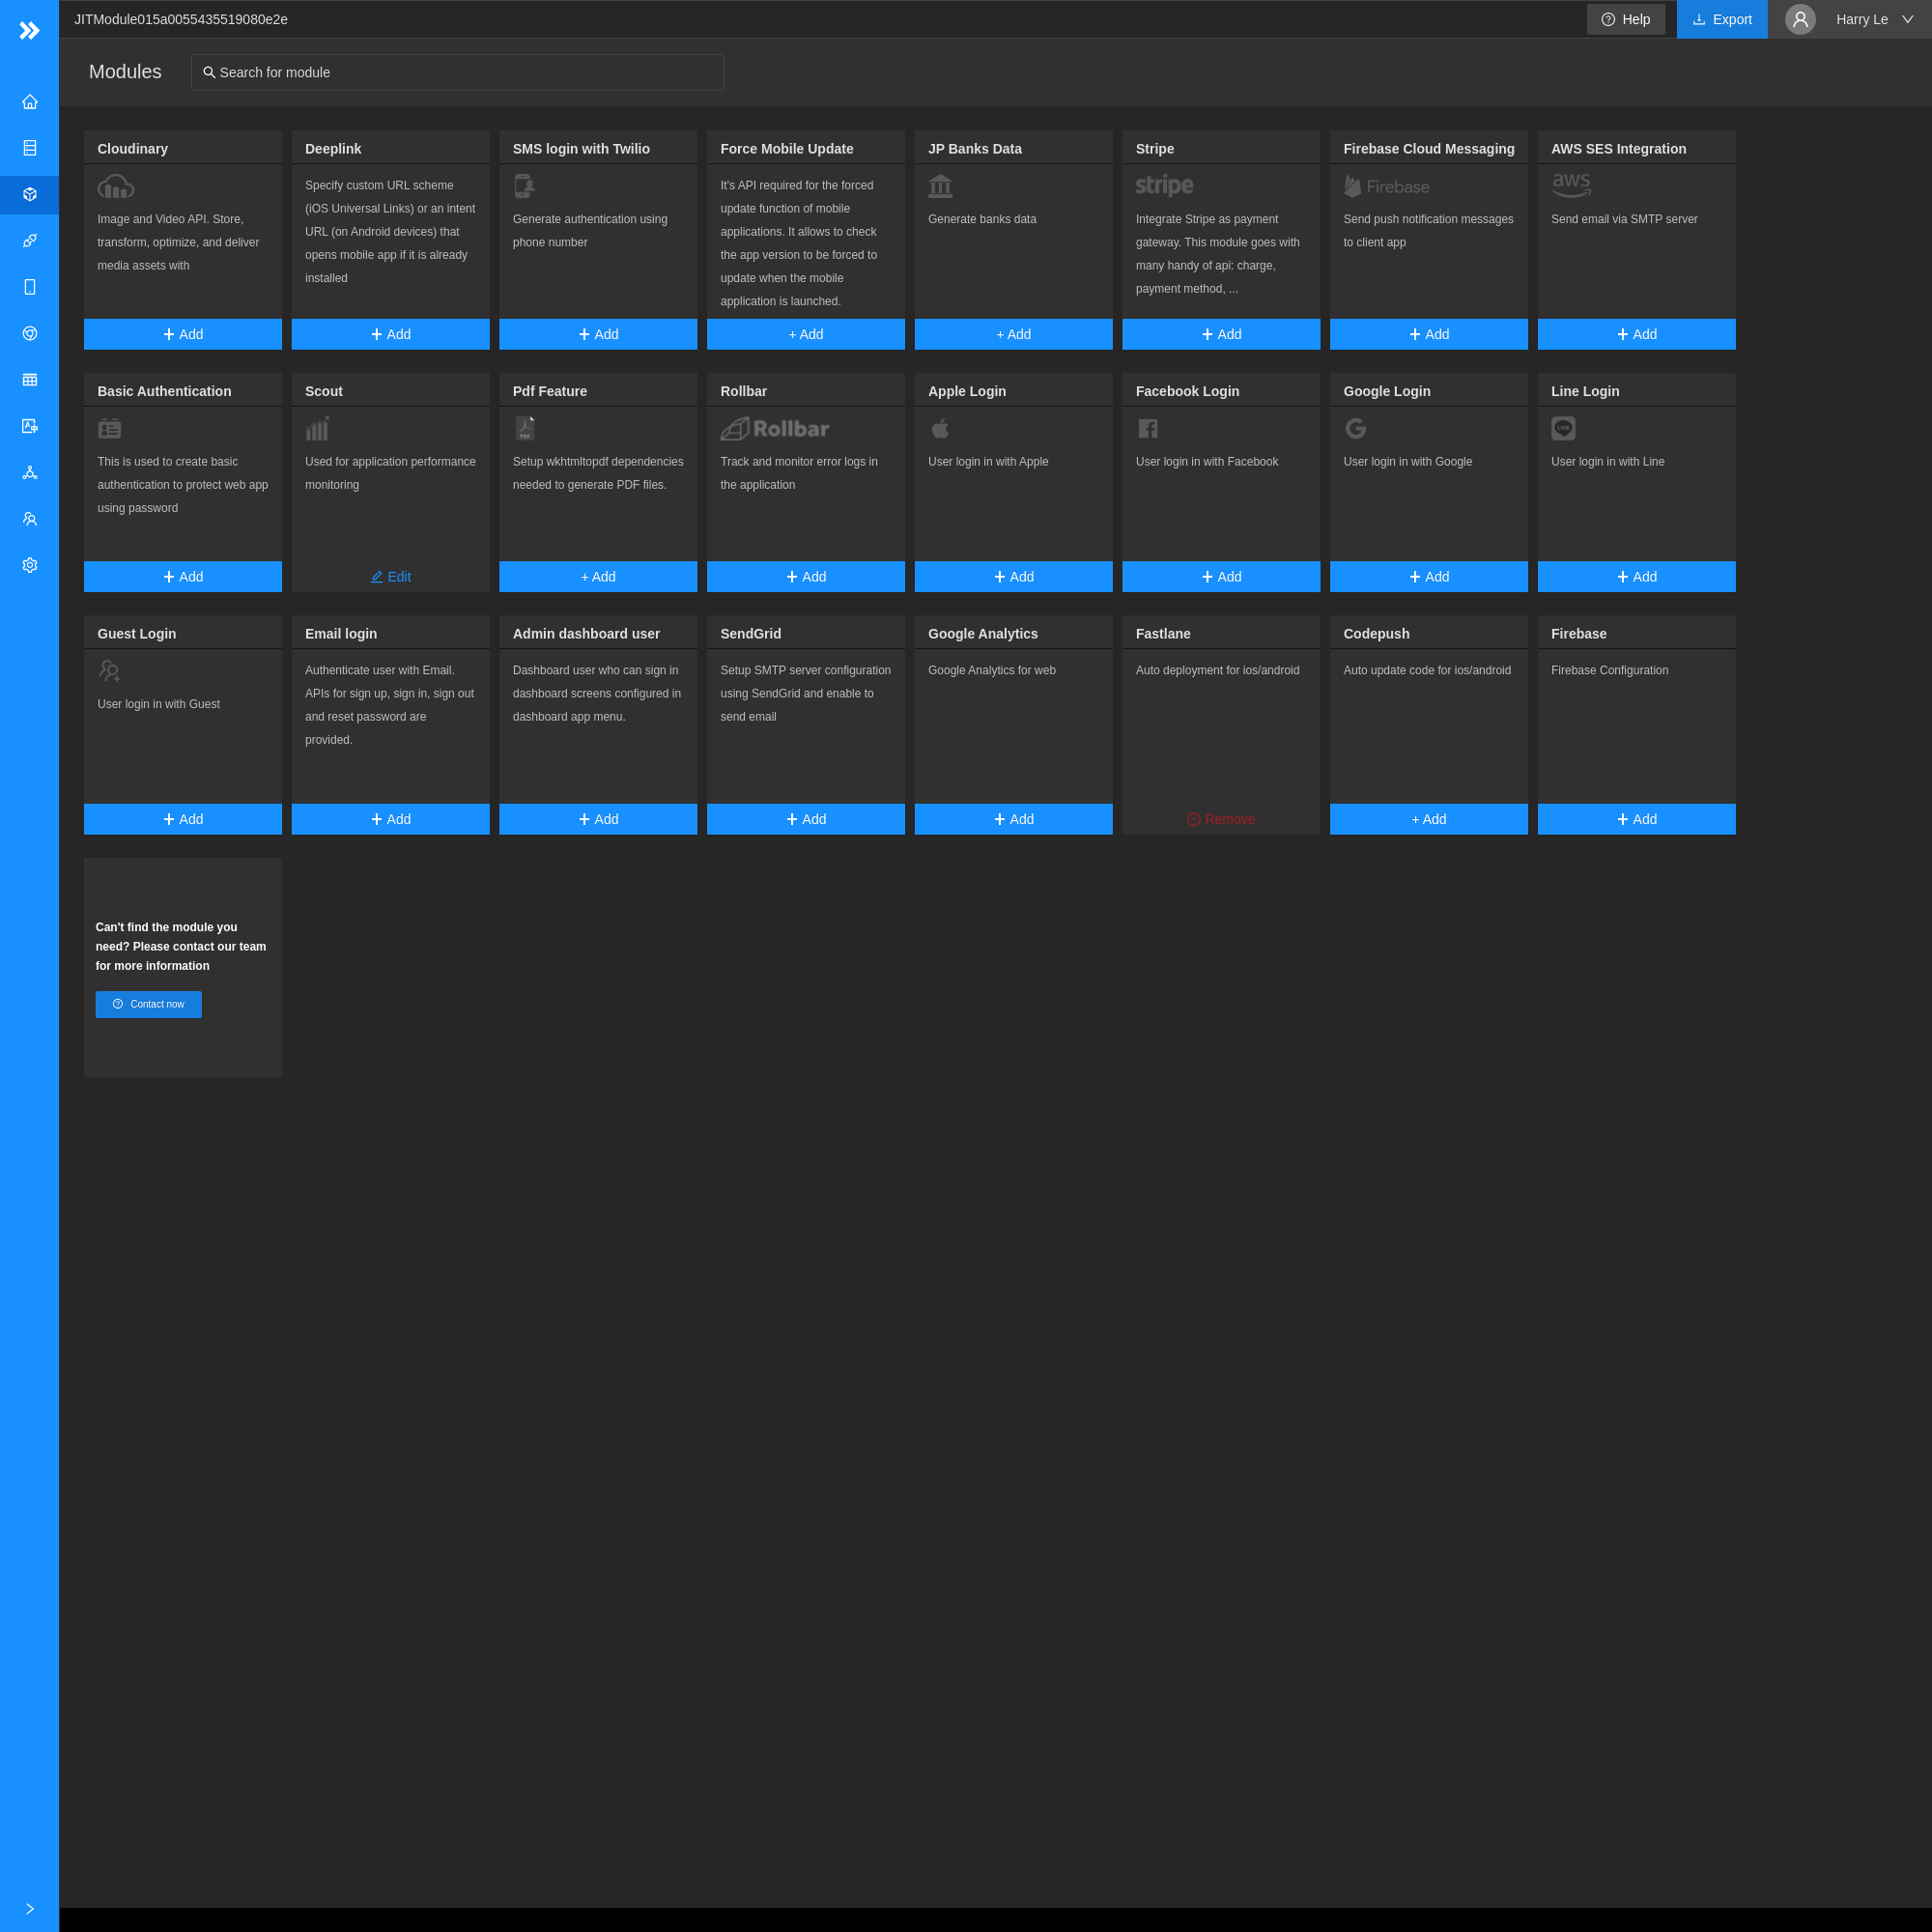 JITModule015a0055435519080e2e
Help
Export
Harry Le
Modules
Search for module
Cloudinary
Image and Video API. Store,
transform, optimize, and deliver
media assets with
Add
Deeplink
Specify custom URL scheme
(iOS Universal Links) or an intent
URL (on Android devices) that
opens mobile app if it is already
installed
Add
SMS login with Twilio
Generate authentication using
phone number
Add
Force Mobile Update
It's API required for the forced
update function of mobile
applications. It allows to check
the app version to be forced to
update when the mobile
application is launched.
+ Add
JP Banks Data
Generate banks data
+ Add
Stripe
stripe
Integrate Stripe as payment
gateway. This module goes with
many handy of api: charge,
payment method, ...
Add
Firebase Cloud Messaging
Firebase
Send push notification messages
to client app
Add
AWS SES Integration
aws
Send email via SMTP server
Add
Basic Authentication
This is used to create basic
authentication to protect web app
using password
Add
Scout
Used for application performance
monitoring
Edit
Pdf Feature
PDF
Setup wkhtmltopdf dependencies
needed to generate PDF files.
+ Add
Rollbar
Rollbar
Track and monitor error logs in
the application
Add
Apple Login
User login in with Apple
Add
Facebook Login
User login in with Facebook
Add
Google Login
User login in with Google
Add
Line Login
LINE
User login in with Line
Add
Guest Login
User login in with Guest
Add
Email login
Authenticate user with Email.
APIs for sign up, sign in, sign out
and reset password are
provided.
Add
Admin dashboard user
Dashboard user who can sign in
dashboard screens configured in
dashboard app menu.
Add
SendGrid
Setup SMTP server configuration
using SendGrid and enable to
send email
Add
Google Analytics
Google Analytics for web
Add
Fastlane
Auto deployment for ios/android
Remove
Codepush
Auto update code for ios/android
+ Add
Firebase
Firebase Configuration
Add
Can't find the module you
need? Please contact our team
for more information
Contact now